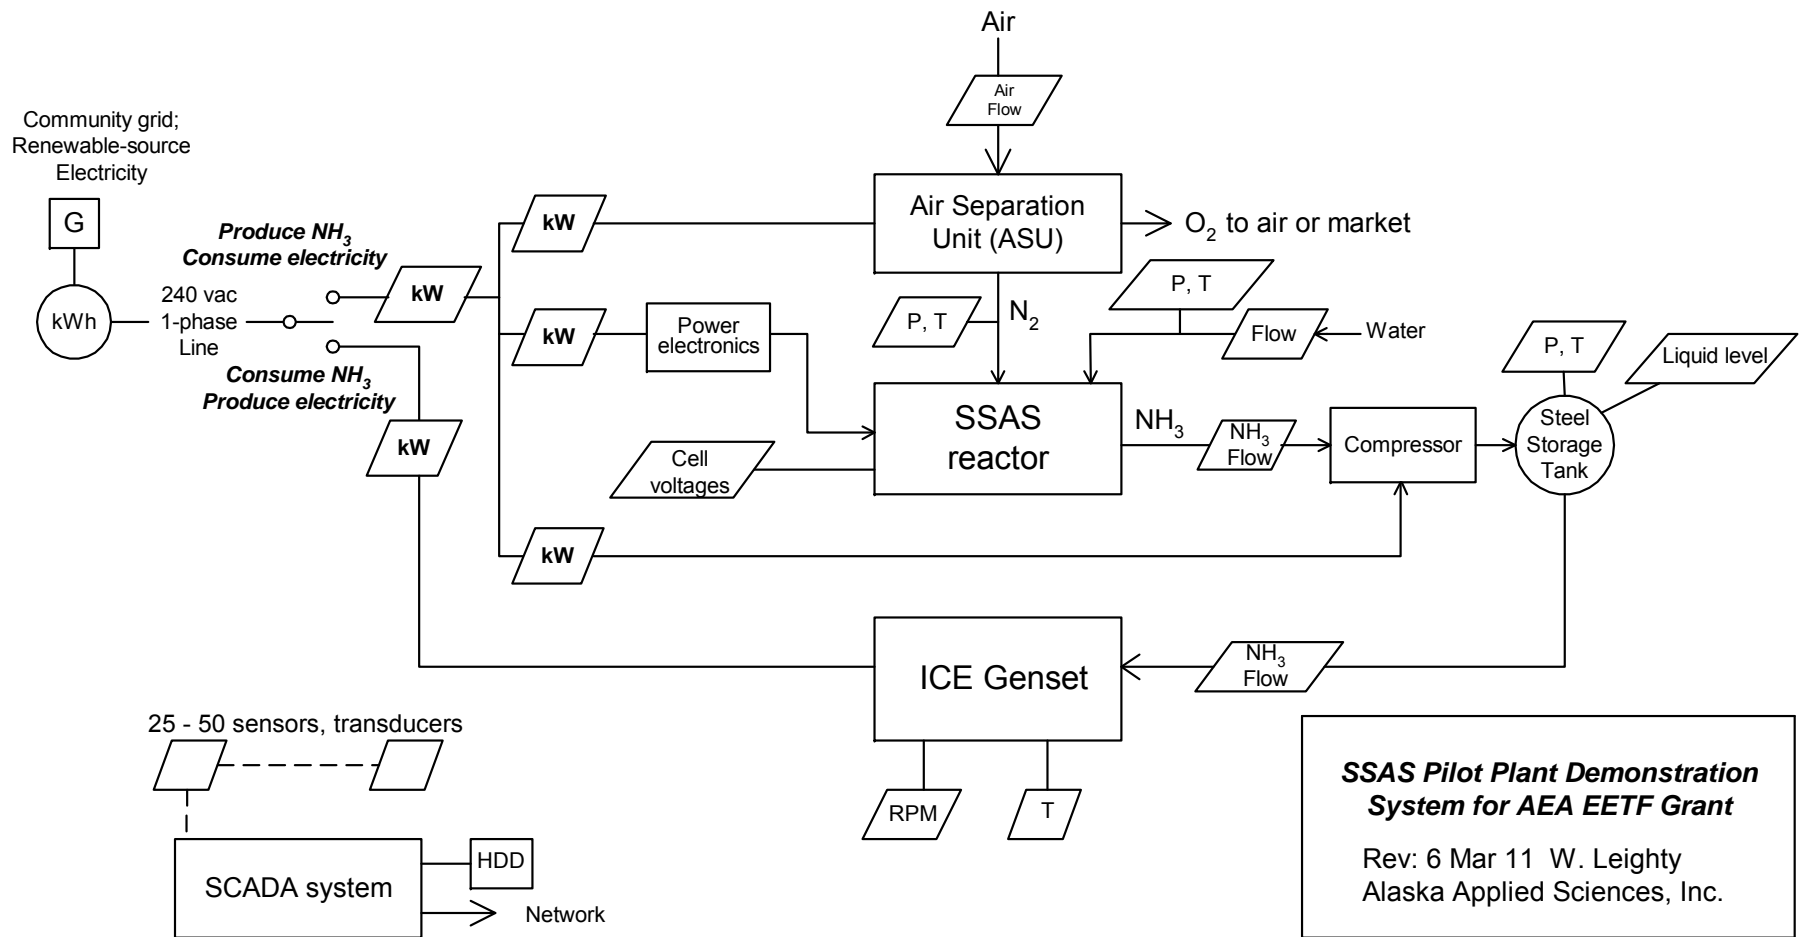 Air
Air
Flow
Community grid;
Renewable-source
Electricity
G
Produce NH3
Consume electricity
kW
Air Separation
Unit (ASU)
O2 to air or market
kWh
240 vac
1-phase
Line
kW
kW
Power
electronics
P, T
N2
P, T
Flow
Water
P, T
Liquid level
Consume NH3
Produce electricity
kW
Cell
voltages
SSAS
reactor
NH3
NH3
Flow
Compressor
Steel
Storage
Tank
kW
ICE Genset
NH3
Flow
RPM
T
25 - 50 sensors, transducers
SCADA system
HDD
Network
SSAS Pilot Plant Demonstration
System for AEA EETF Grant
Rev: 6 Mar 11 W. Leighty
Alaska Applied Sciences, Inc.